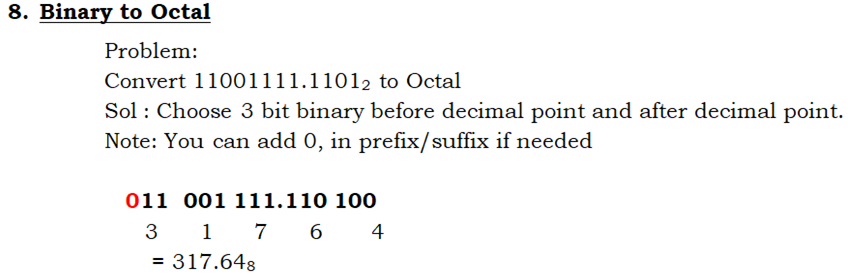 8. Binary to Octal
Problem:
Convert 11001111.1101₂ to Octal
Sol : Choose 3 bit binary before decimal point and after decimal point.
Note: You can add 0, in prefix/suffix if needed
011 001 111.110 100
3 1 7 6 4
= 317.64₈